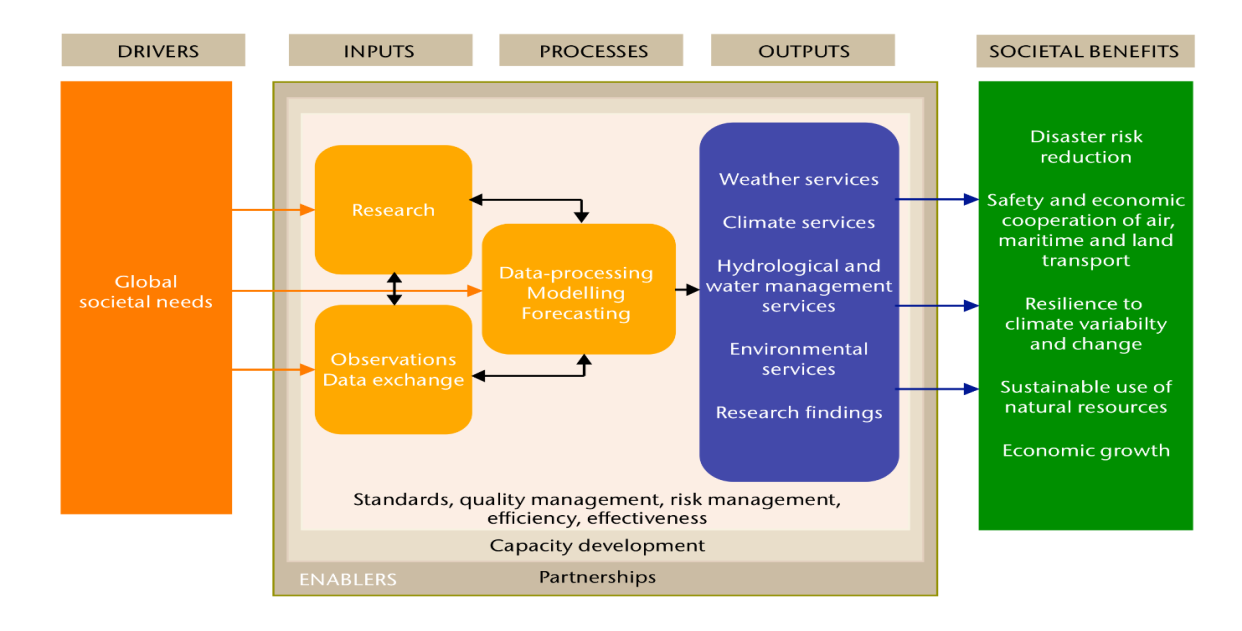 DRIVERS
INPUTS
PROCESSES
OUTPUTS
SOCIETAL BENEFITS
Global
societal needs
Research
Observations
Data exchange
Data-processing
Modelling
Forecasting
Weather services
Climate services
Hydrological and
water management
services
Environmental
services
Research findings
Disaster risk
reduction
Safety and economic
cooperation of air,
maritime and land
transport
Resilience to
climate variabilty
and change
Sustainable use of
natural resources
Economic growth
Standards, quality management, risk management,
efficiency, effectiveness
Capacity development
ENABLERS
Partnerships